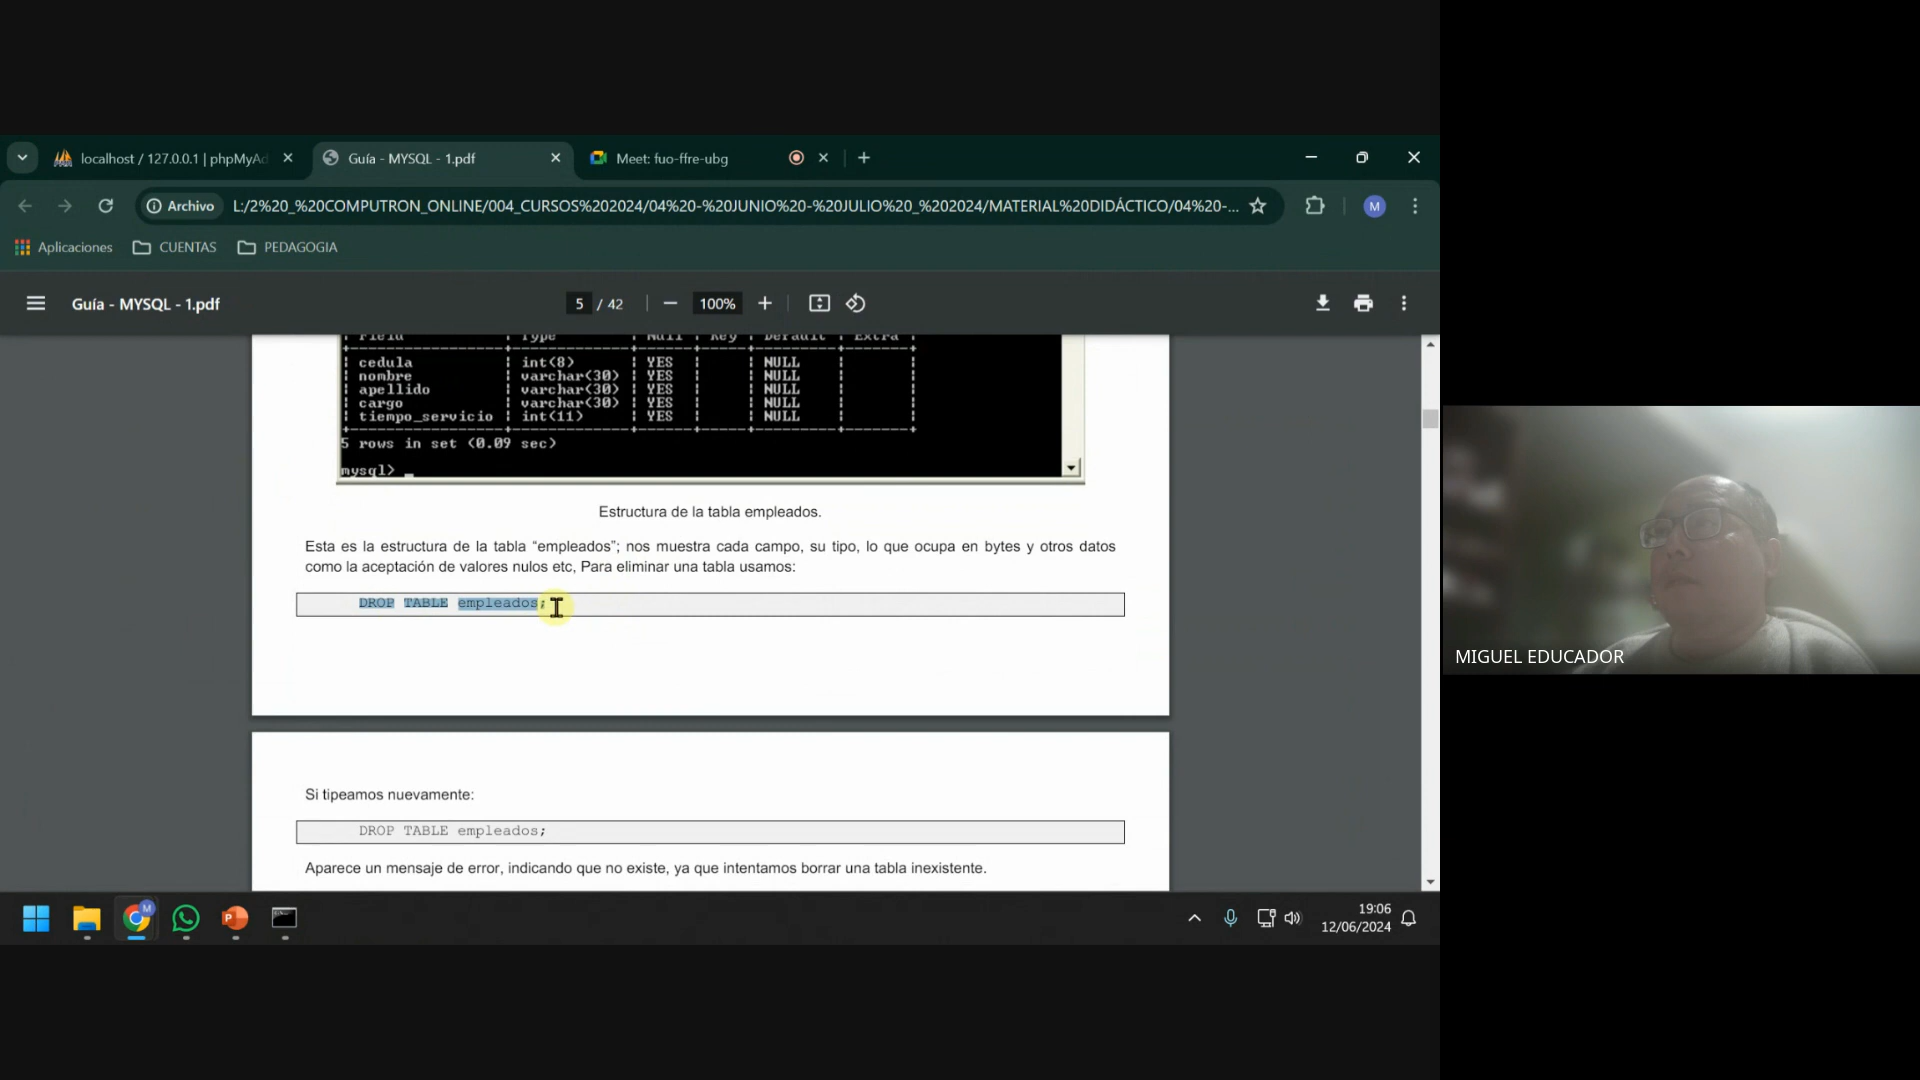 localhost / 127.0.0.1 | phpMyAd
Guía - MYSQL - 1.pdf
Meet: fuo-ffre-ubg
Archivo
L:/2%20_%20COMPUTRON_ONLINE/004_CURSOS%202024/04%20-%20JUNIO%20-%20JULIO%20_%202024/MATERIAL%20DIDÁCTICO/04%20-...
M
Aplicaciones
CUENTAS
PEDAGOGIA
Guía - MYSQL - 1.pdf
5 / 42
100%
| Field | Type | Null | Key | Default | Extra |
| cedula | int(8) | YES | | NULL | |
| nombre | varchar(30) | YES | | NULL | |
| apellido | varchar(30) | YES | | NULL | |
| cargo | varchar(30) | YES | | NULL | |
| tiempo_servicio | int(11) | YES | | NULL | |
5 rows in set (0.09 sec)
mysql> _
Estructura de la tabla empleados.
Esta es la estructura de la tabla “empleados”; nos muestra cada campo, su tipo, lo que ocupa en bytes y otros datos
como la aceptación de valores nulos etc, Para eliminar una tabla usamos:
DROP TABLE empleados;
Si tipeamos nuevamente:
DROP TABLE empleados;
Aparece un mensaje de error, indicando que no existe, ya que intentamos borrar una tabla inexistente.
MIGUEL EDUCADOR
M
P
19:06
12/06/2024